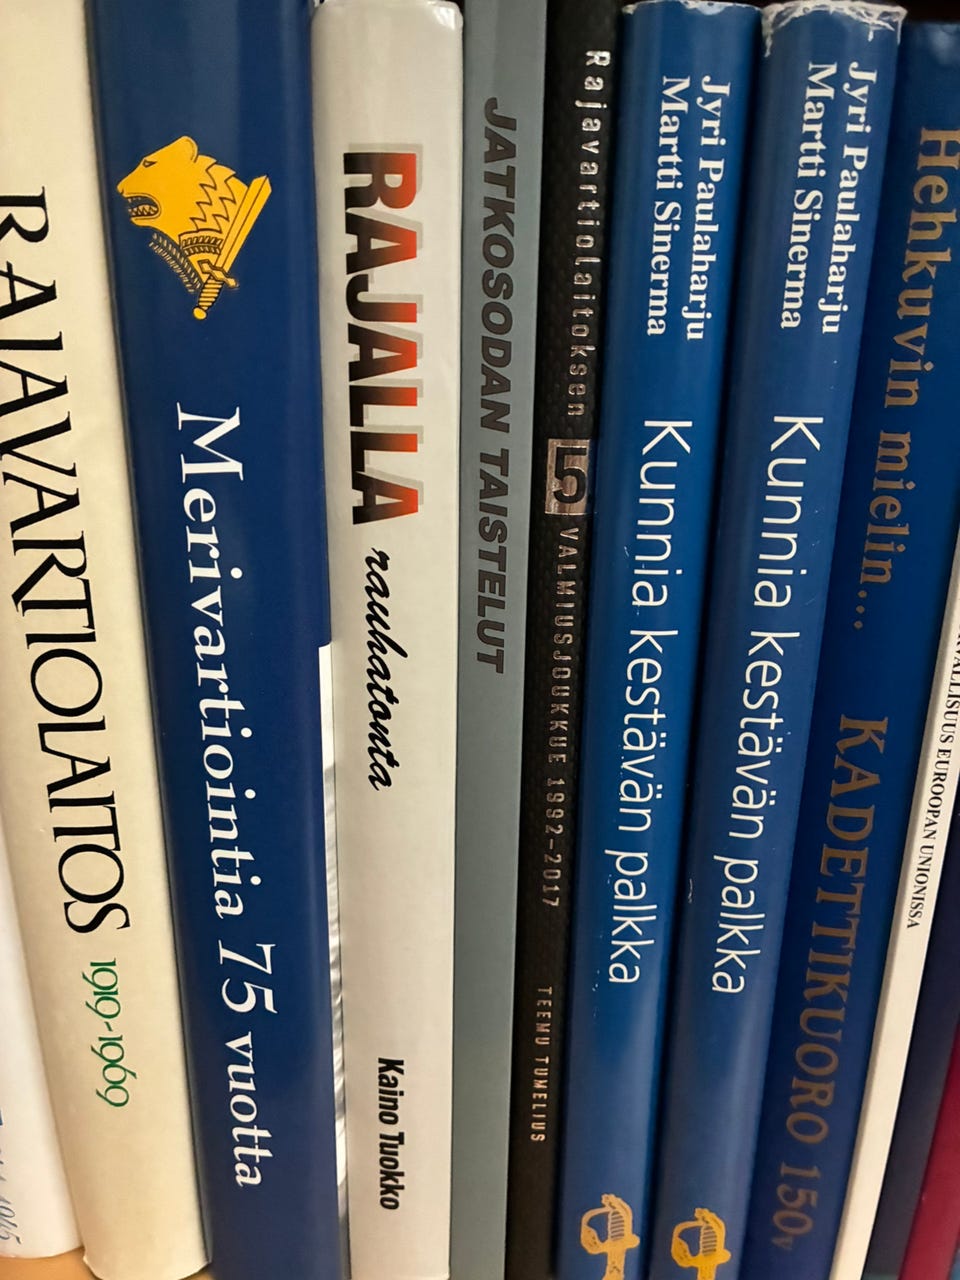 RAJAVARTIOLAITOS 1919-1969
Merivartiointia 75 vuotta
RAJALLA rauhatonta
Kaino Tuokko
JATKOSODAN TAISTELUT
Rajavartiolaitoksen 5 VALMIUSJOUKKUE 1992-2017
TEEMU TUMELIUS
Jyri Paulaharju
Martti Sinerma
Kunnia kestävän palkka
Jyri Paulaharju
Martti Sinerma
Kunnia kestävän palkka
Hehkuvin mielin... KADETTIKUORO 150v
EUROOPAN UNIONISSA